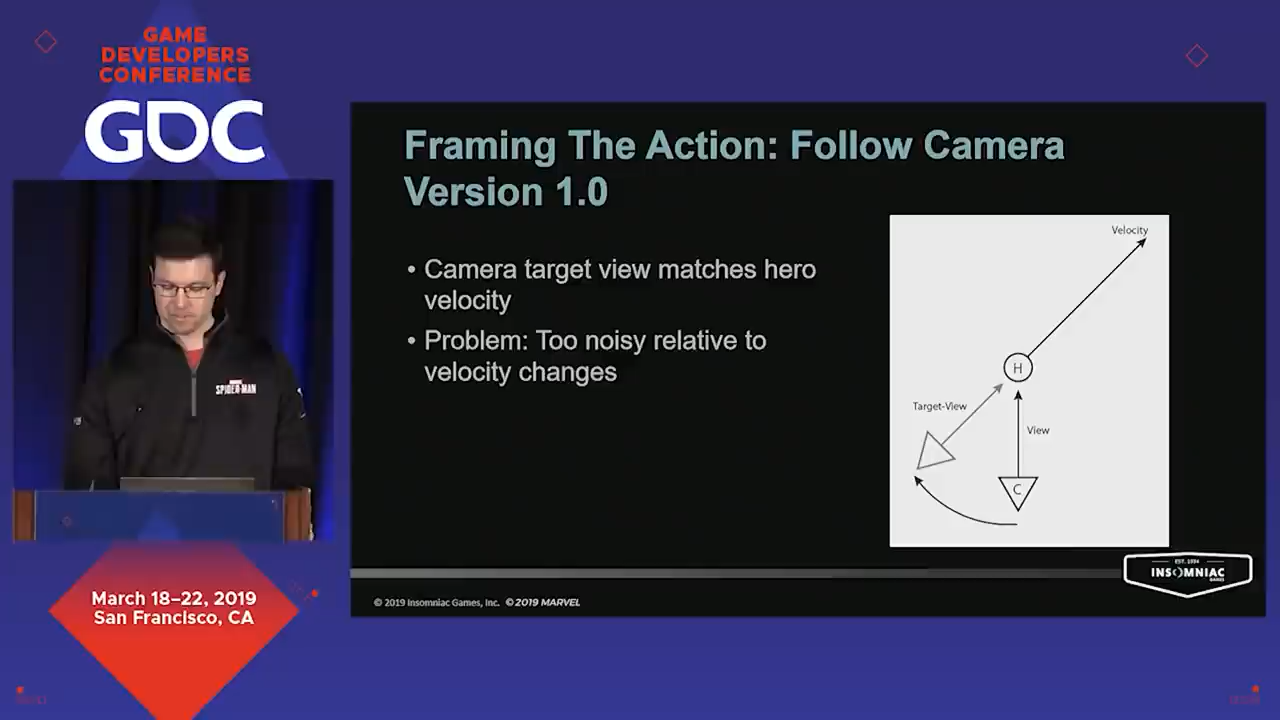 GAME
DEVELOPERS
CONFERENCE
GDC
SPIDER-MAN
March 18–22, 2019
San Francisco, CA
Framing The Action: Follow Camera
Version 1.0
• Camera target view matches hero
velocity
• Problem: Too noisy relative to
velocity changes
Velocity
H
Target-View
View
C
EST. 1994
INSOMNIAC
GAMES
© 2019 Insomniac Games, Inc. © 2019 MARVEL